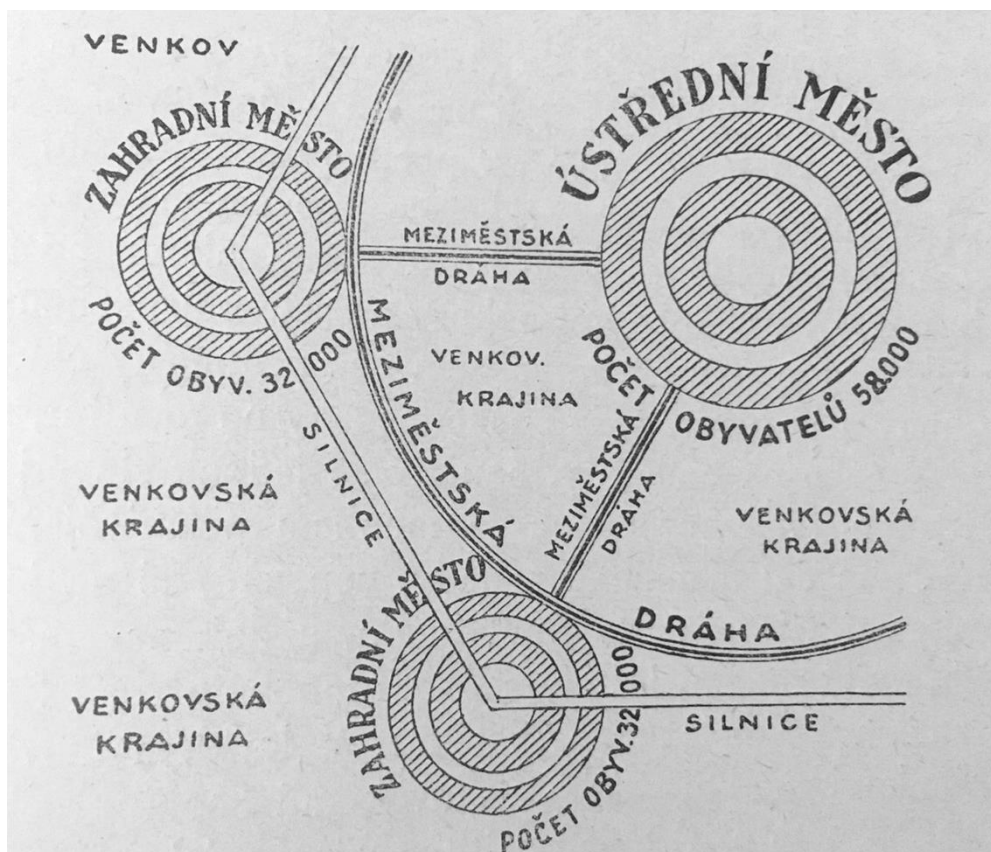 VENKOV
ZAHRADNÍ MĚSTO
ÚSTŘEDNÍ MĚSTO
MEZIMĚSTSKÁ
DRÁHA
POČET OBYV. 32 000
MEZIMĚSTSKÁ
VENKOV.
KRAJINA
POČET
OBYVATELŮ 58.000
SILNICE
MEZIMĚSTSKÁ
DRÁHA
VENKOVSKÁ
KRAJINA
VENKOVSKÁ
KRAJINA
ZAHRADNÍ MĚSTO
DRÁHA
POČET OBYV. 32 000
VENKOVSKÁ
KRAJINA
SILNICE